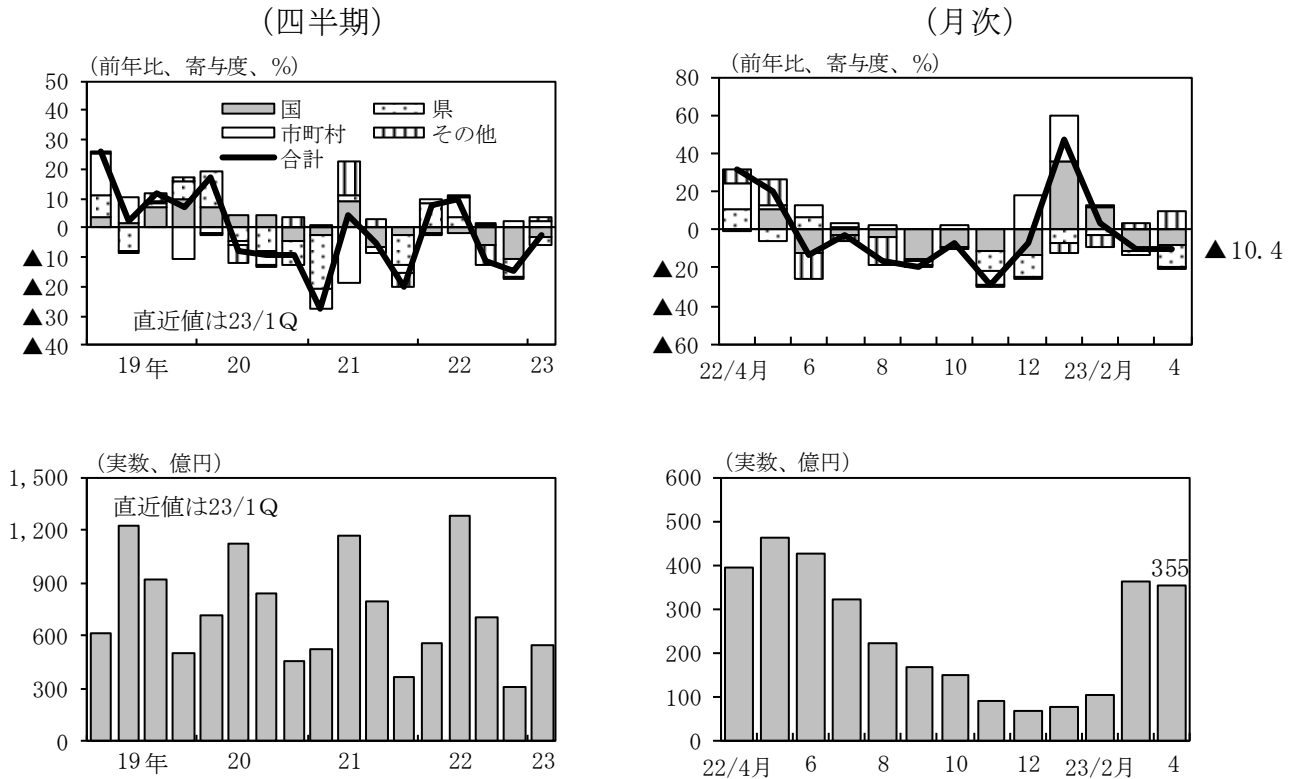 (四半期)
(前年比、寄与度、%)
50
40
30
20
10
0
▲10
▲20
▲30
▲40
国
県
市町村
その他
合計
直近値は23/1Q
19年 20 21 22 23
(月次)
(前年比、寄与度、%)
80
60
40
20
0
▲20
▲40
▲60
▲10.4
22/4月 6 8 10 12 23/2月 4
(実数、億円)
1,500
1,200
900
600
300
0
直近値は23/1Q
19年 20 21 22 23
(実数、億円)
600
500
400
300
200
100
0
355
22/4月 6 8 10 12 23/2月 4